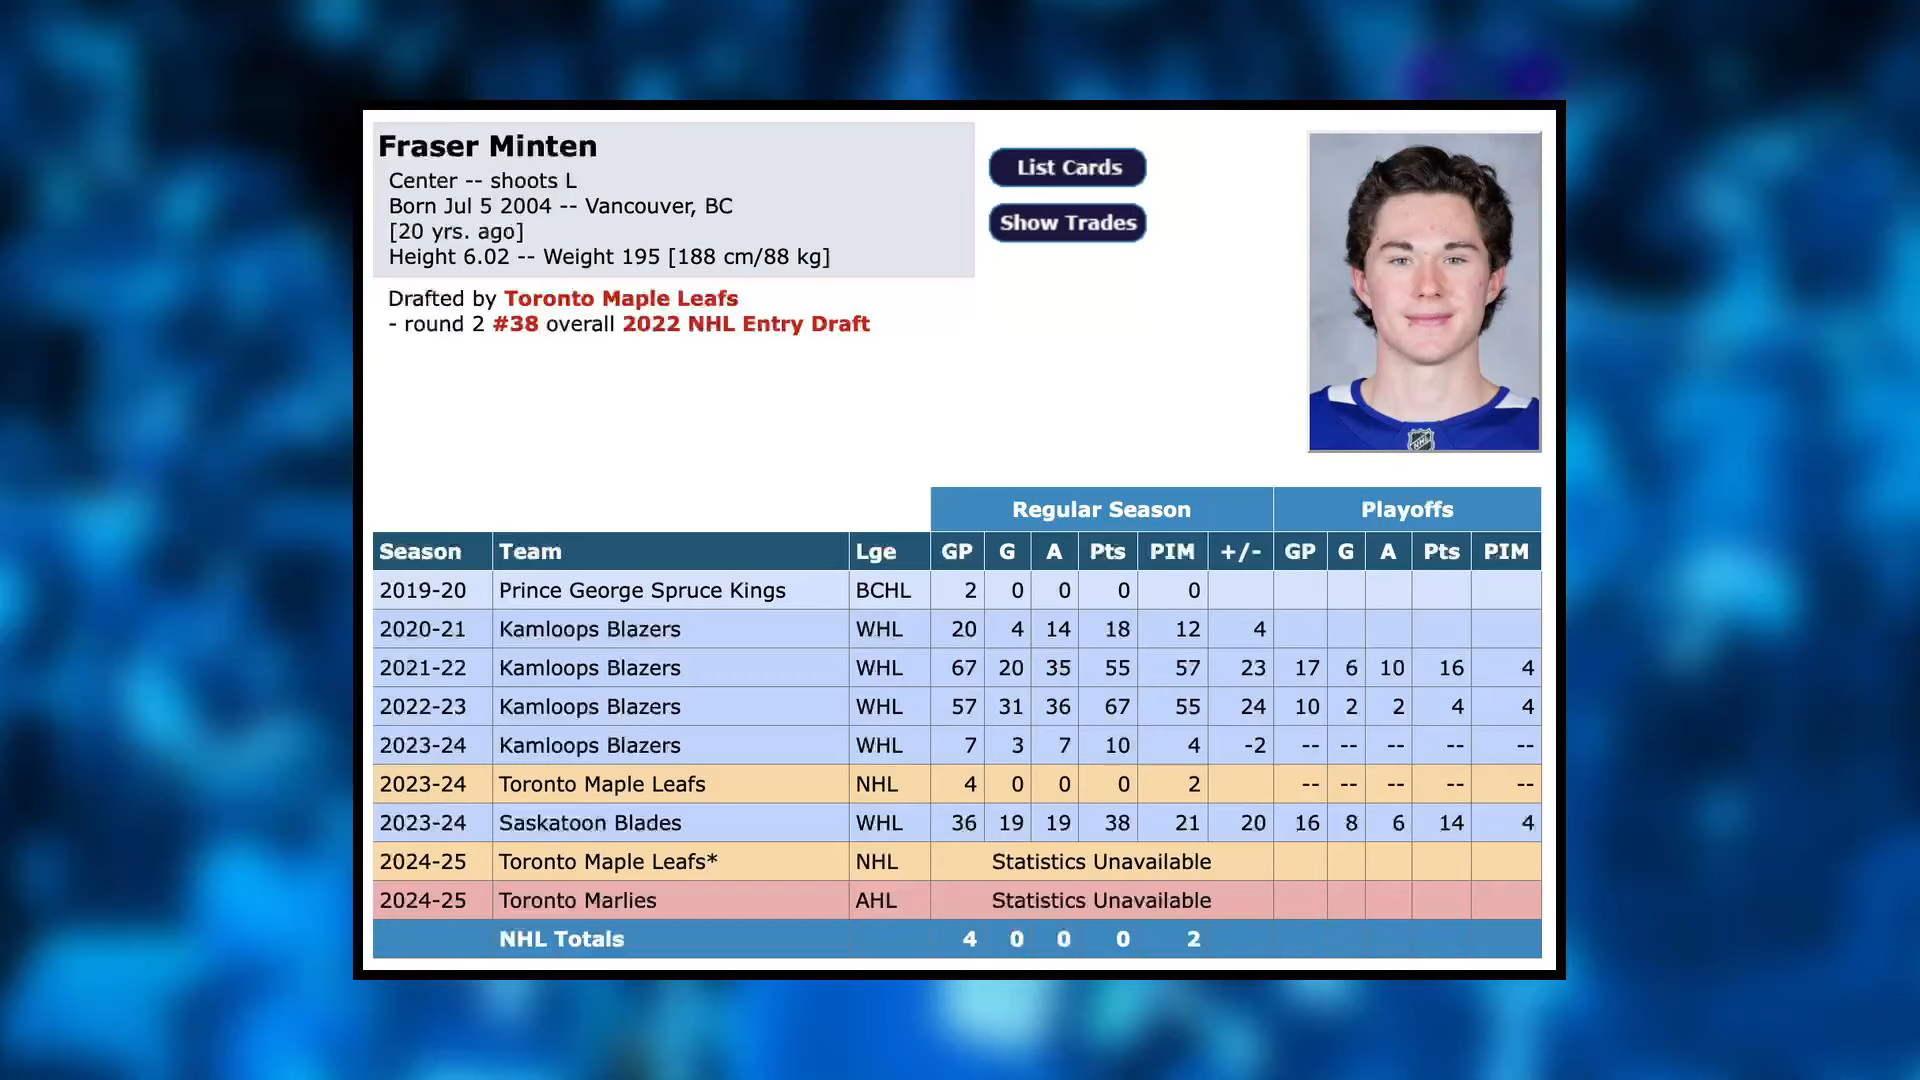 Fraser Minten
Center -- shoots L
Born Jul 5 2004 -- Vancouver, BC
[20 yrs. ago]
Height 6.02 -- Weight 195 [188 cm/88 kg]
List Cards
Show Trades
Drafted by Toronto Maple Leafs
- round 2 #38 overall 2022 NHL Entry Draft
NHL
Regular Season Playoffs
Season Team Lge GP G A Pts PIM +/- GP G A Pts PIM
2019-20 Prince George Spruce Kings BCHL 2 0 0 0 0
2020-21 Kamloops Blazers WHL 20 4 14 18 12 4
2021-22 Kamloops Blazers WHL 67 20 35 55 57 23 17 6 10 16 4
2022-23 Kamloops Blazers WHL 57 31 36 67 55 24 10 2 2 4 4
2023-24 Kamloops Blazers WHL 7 3 7 10 4 -2 -- -- -- -- --
2023-24 Toronto Maple Leafs NHL 4 0 0 0 2 -- -- -- -- --
2023-24 Saskatoon Blades WHL 36 19 19 38 21 20 16 8 6 14 4
2024-25 Toronto Maple Leafs* NHL Statistics Unavailable
2024-25 Toronto Marlies AHL Statistics Unavailable
NHL Totals 4 0 0 0 2